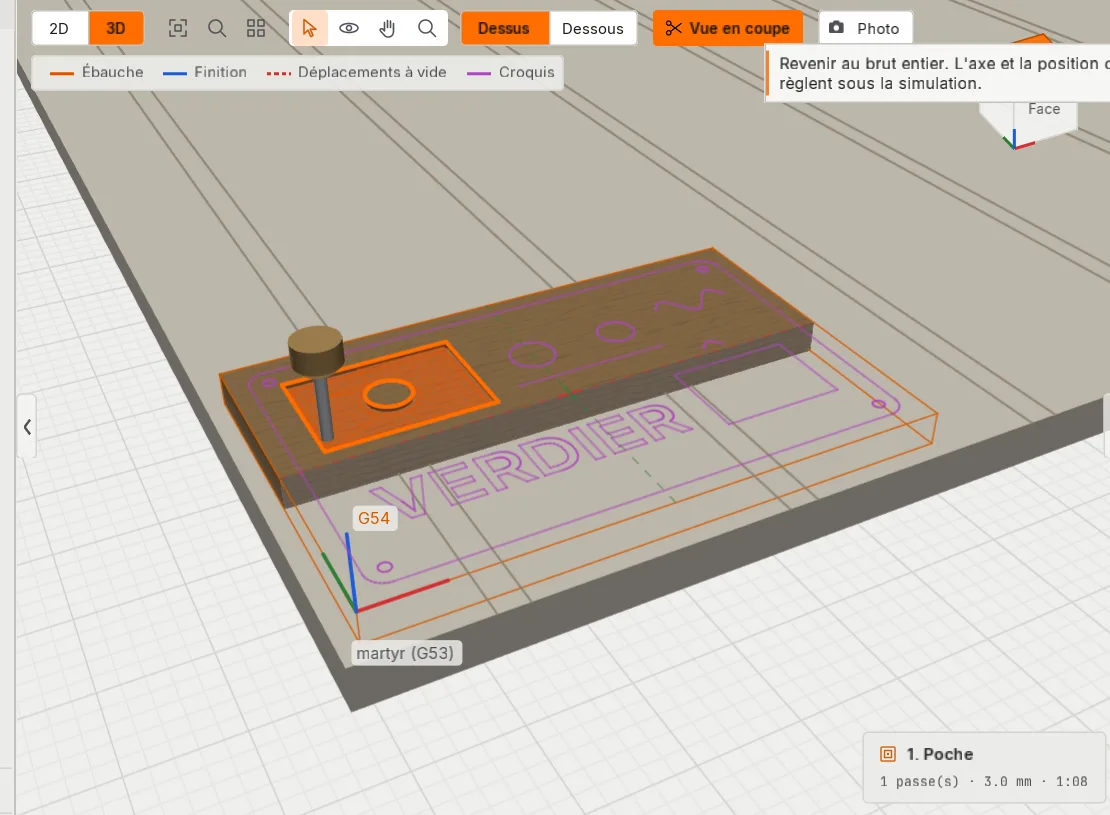 2D 3D Dessus Dessous Vue en coupe Photo
Ébauche Finition Déplacements à vide Croquis
Revenir au brut entier. L'axe et la position
règlent sous la simulation.
Face
VERDIER
G54
martyr (G53)
1. Poche
1 passe(s) · 3.0 mm · 1:08